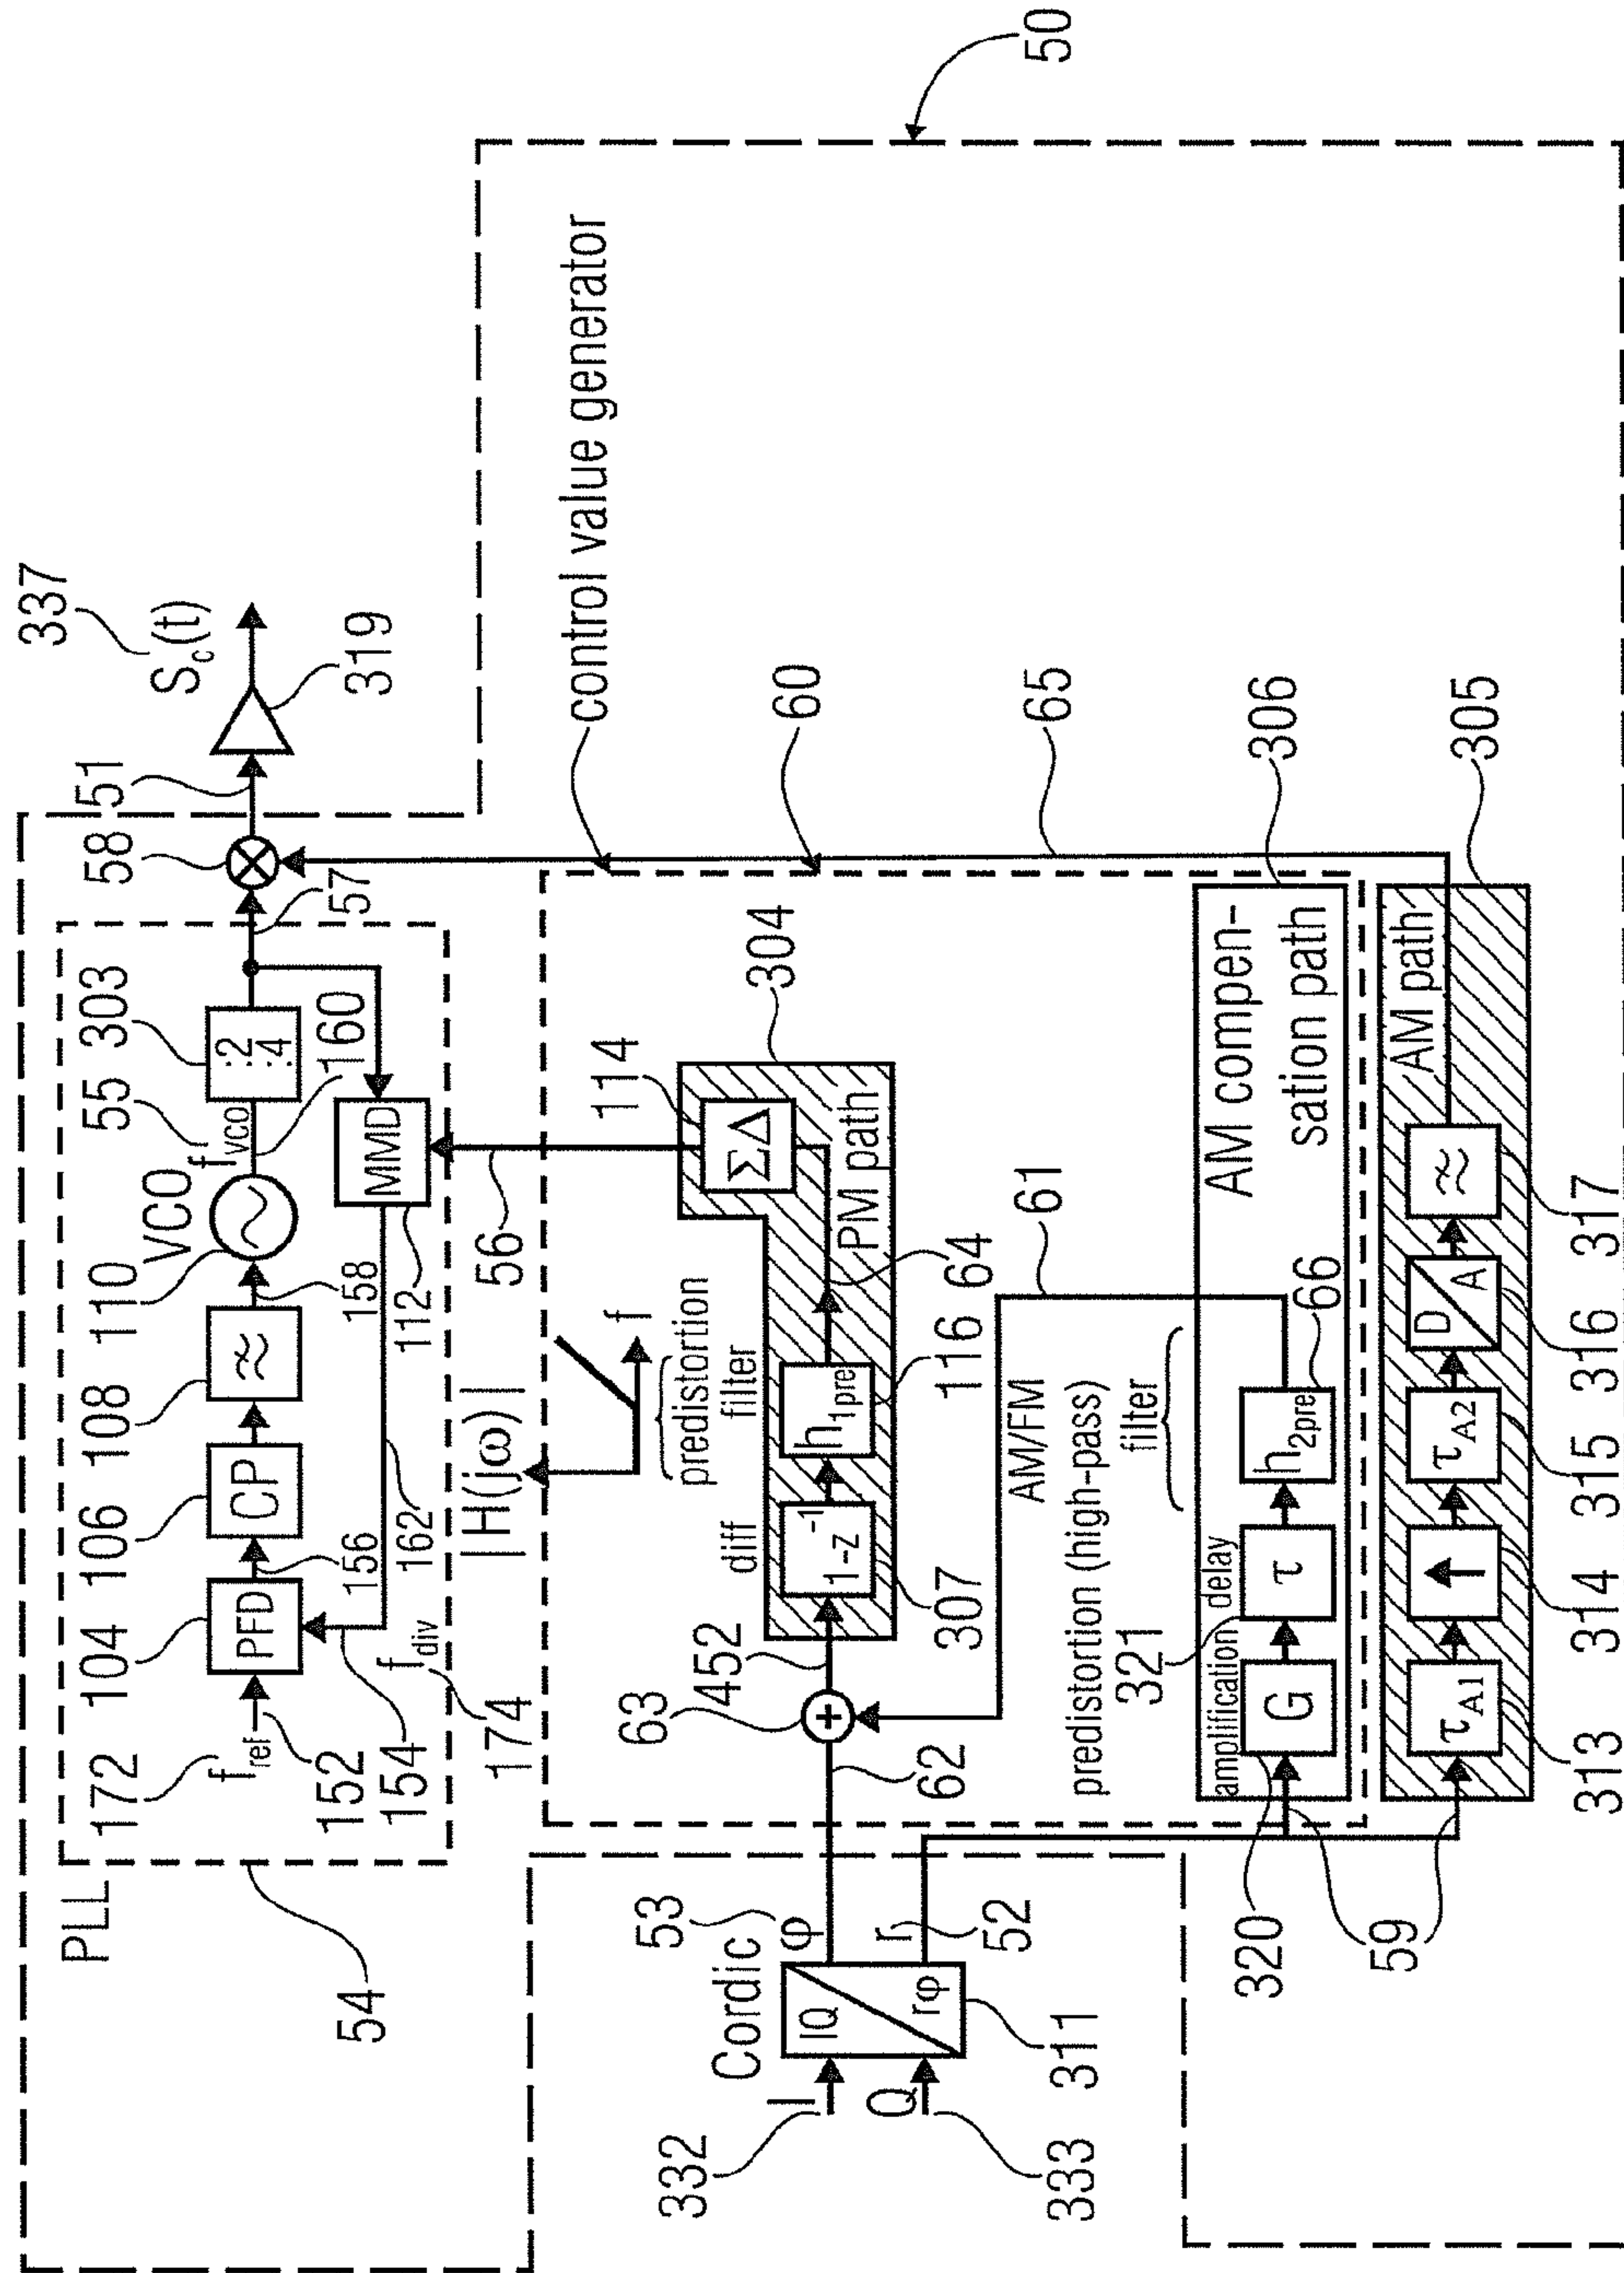 337
S_c(t)
319
51
58
57
PLL
54
172
f_ref
152
104
PFD
154
f_div
174
156
106
CP
162
108
≈
158
110
VCO
112
MMD
55
f_VCO
303
:2
:4
160
50
control value generator
60
65
|H(jω)|
f
56
predistortion
filter
304
114
ΣΔ
PM path
64
h_1pre
116
diff
1-z^-1
307
452
63
62
61
53
φ
Cordic
r
52
IQ
rφ
311
I
332
Q
333
AM/FM
predistortion (high-pass)
filter
306
AM compen-
sation path
66
h_2pre
delay
321
τ
amplification
G
320
59
305
AM path
317
≈
316
D
A
315
τ_A2
314
313
τ_A1